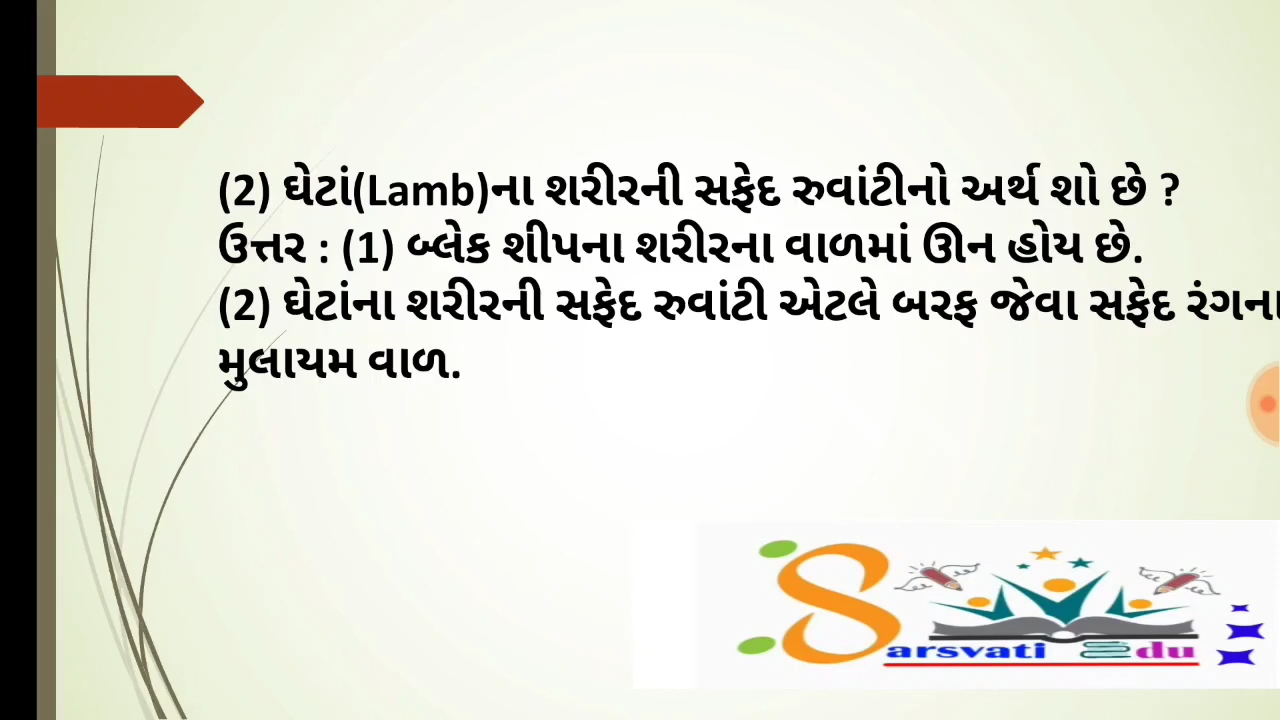 (2) ઘેટાં(Lamb)ના શરીરની સફેદ રુવાંટીનો અર્થ શો છે ?
ઉત્તર : (1) બ્લેક શીપના શરીરના વાળમાં ઊન હોય છે.
(2) ઘેટાંના શરીરની સફેદ રુવાંટી એટલે બરફ જેવા સફેદ રંગના
મુલાયમ વાળ.
Sarsvati Edu